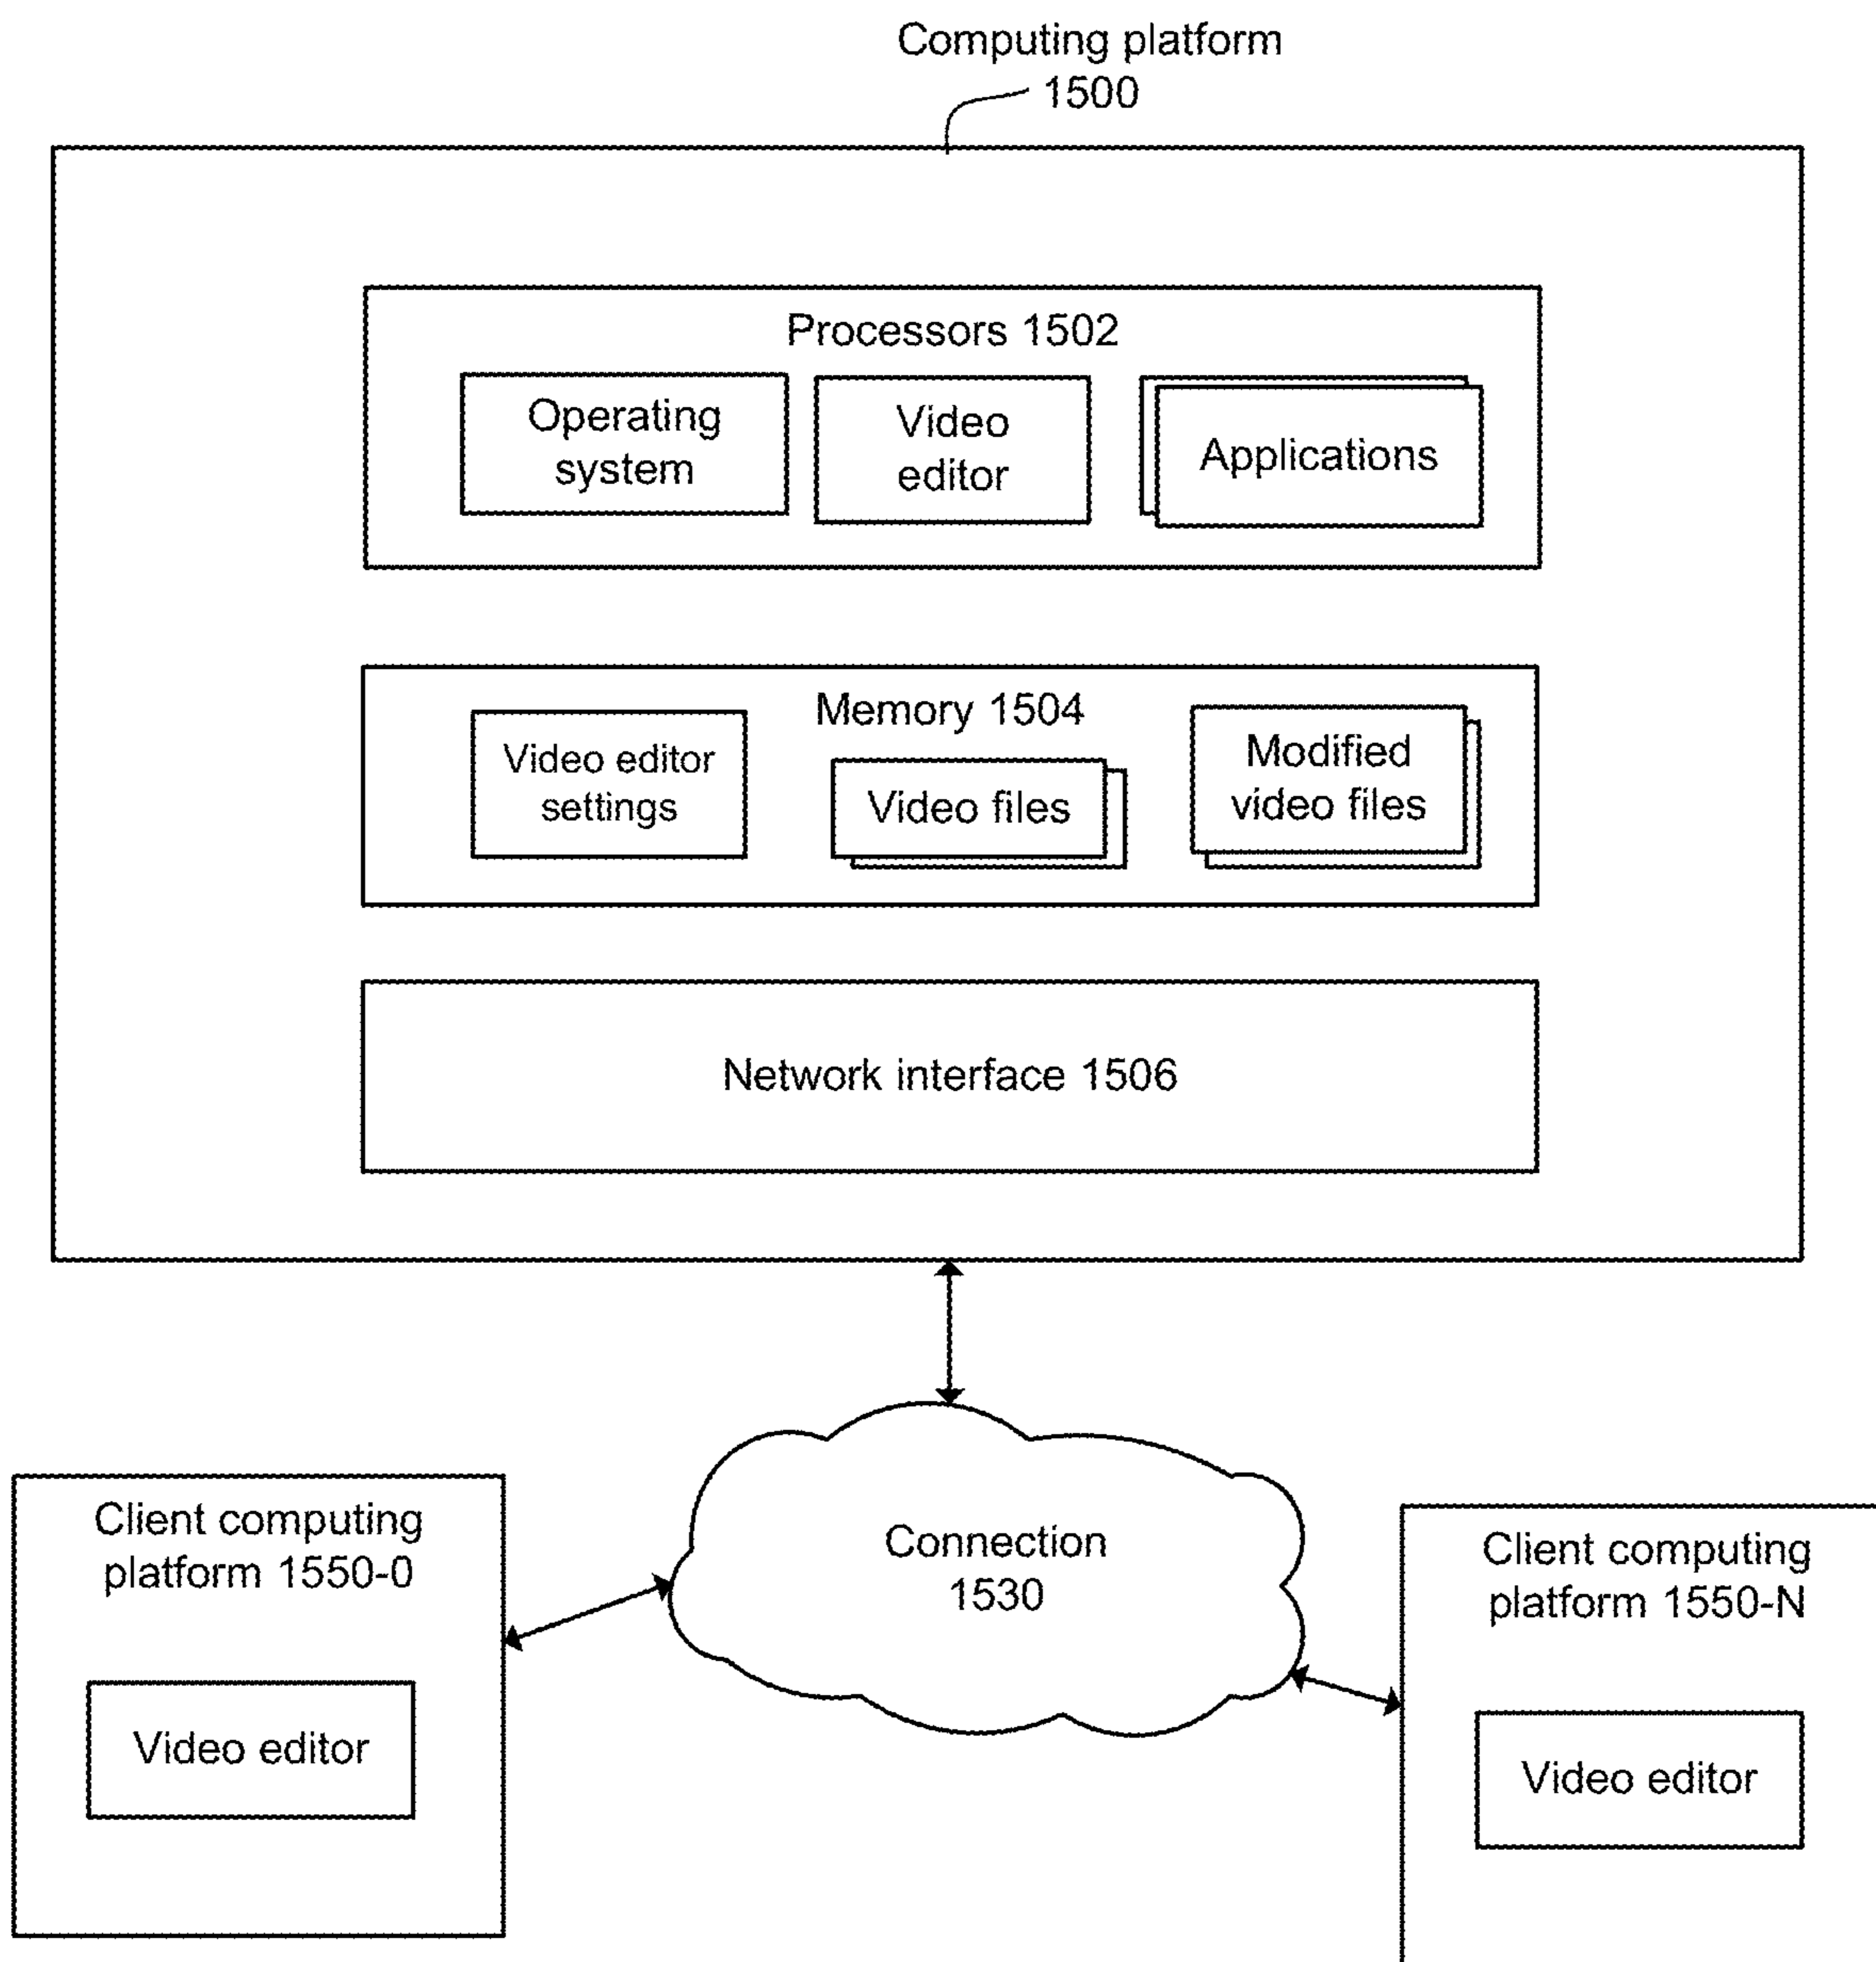 Computing platform
1500
Processors 1502
Operating
system
Video
editor
Applications
Memory 1504
Video editor
settings
Video files
Modified
video files
Network interface 1506
Client computing
platform 1550-0
Video editor
Connection
1530
Client computing
platform 1550-N
Video editor